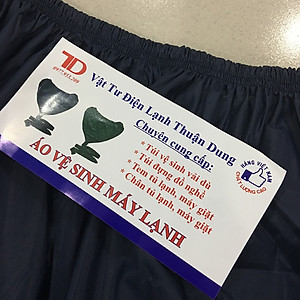 TD
Vật Tư Điện Lạnh Thuận Dung
Chuyên cung cấp:
* Túi vệ sinh vải dù
* Túi đựng đồ nghề
* Tem tủ lạnh, máy giặt
* Chân tủ lạnh, máy giặt
HÀNG VIỆT NAM
CHẤT LƯỢNG CAO
ÁO VỆ SINH MÁY LẠNH